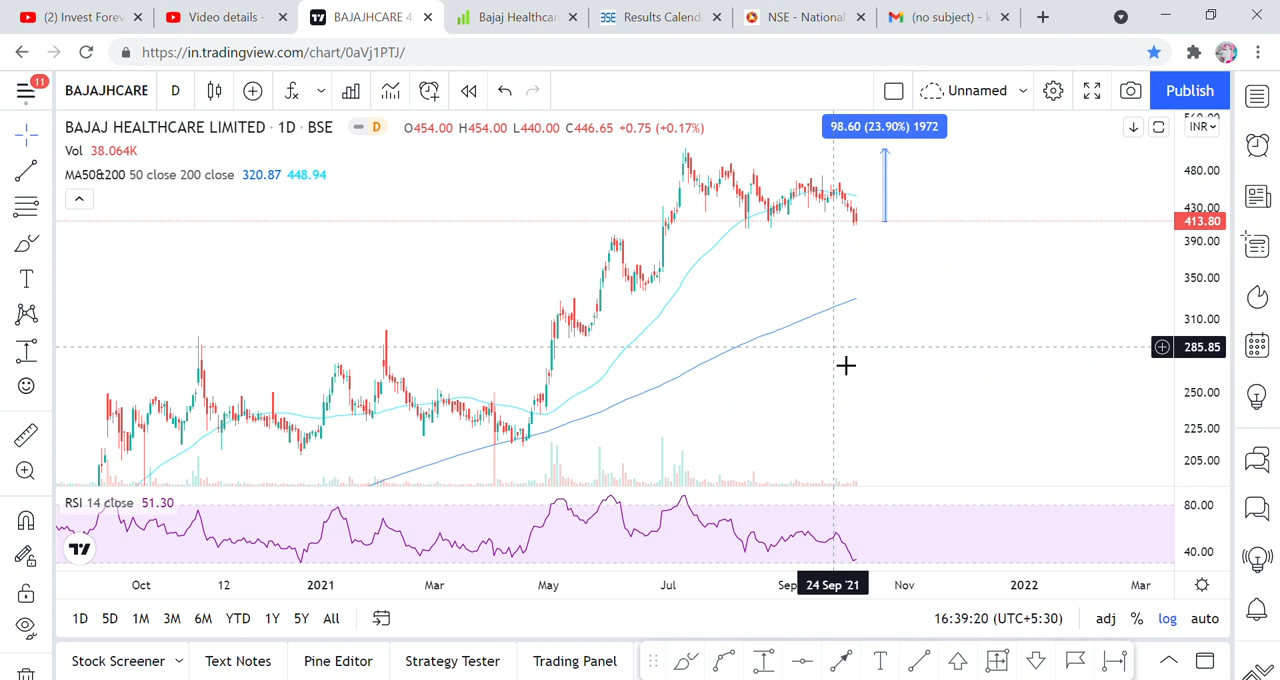 (2) Invest Forev
Video details -
BAJAJHCARE 4
Bajaj Healthcar
BSE Results Calend
NSE - National
(no subject) - k
https://in.tradingview.com/chart/0aVj1PTJ/
11
BAJAJHCARE D
Unnamed
Publish
BAJAJ HEALTHCARE LIMITED · 1D · BSE D O454.00 H454.00 L440.00 C446.65 +0.75 (+0.17%)
Vol 38.064K
MA50&200 50 close 200 close 320.87 448.94
98.60 (23.90%) 1972
INR
560.00
480.00
430.00
413.80
390.00
350.00
310.00
285.85
250.00
225.00
205.00
RSI 14 close 51.30
80.00
40.00
Oct 12 2021 Mar May Jul Sep 24 Sep '21 Nov 2022 Mar
1D 5D 1M 3M 6M YTD 1Y 5Y All
16:39:20 (UTC+5:30) adj % log auto
Stock Screener Text Notes Pine Editor Strategy Tester Trading Panel